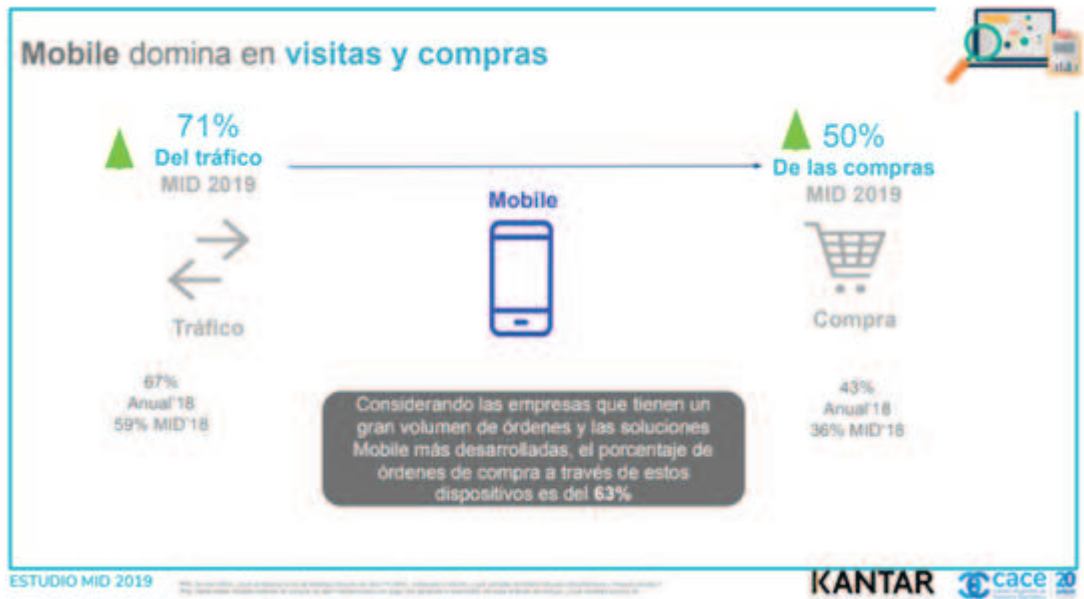 Mobile domina en visitas y compras
71%
Del tráfico
MID 2019
50%
De las compras
MID 2019
Mobile
Tráfico
Compra
67%
Anual'18
59% MID'18
43%
Anual'18
36% MID'18
Considerando las empresas que tienen un
gran volumen de órdenes y las soluciones
Mobile más desarrolladas, el porcentaje de
órdenes de compra a través de estos
dispositivos es del 63%
ESTUDIO MID 2019
KANTAR
cace 20